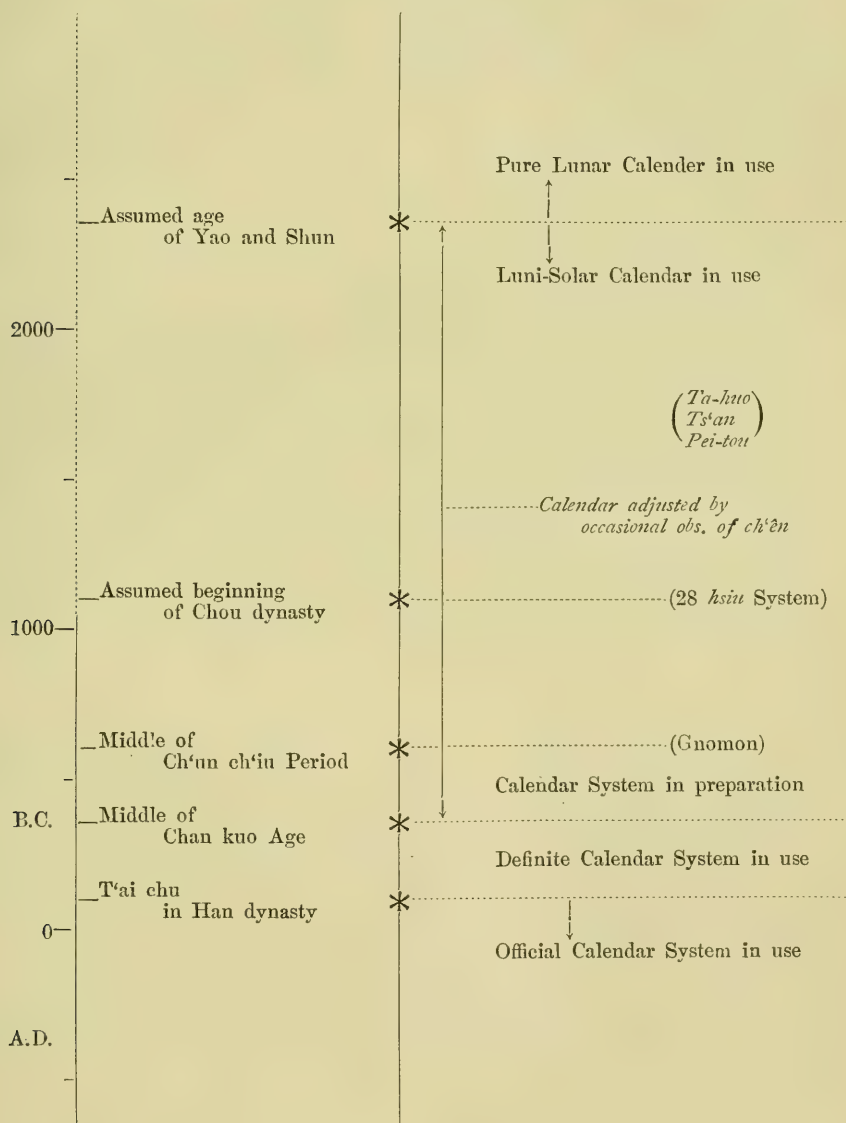 Pure Lunar Calender in use
Assumed age
of Yao and Shun
Luni-Solar Calendar in use
2000
Ta-huo
Ts‘an
Pei-tou
Calendar adjusted by
occasional obs. of ch‘ên
Assumed beginning
of Chou dynasty
(28 hsiu System)
1000
Middle of
Ch‘un ch‘iu Period
(Gnomon)
Calendar System in preparation
B.C.
Middle of
Chan kuo Age
Definite Calendar System in use
T‘ai chu
in Han dynasty
0
Official Calendar System in use
A.D.